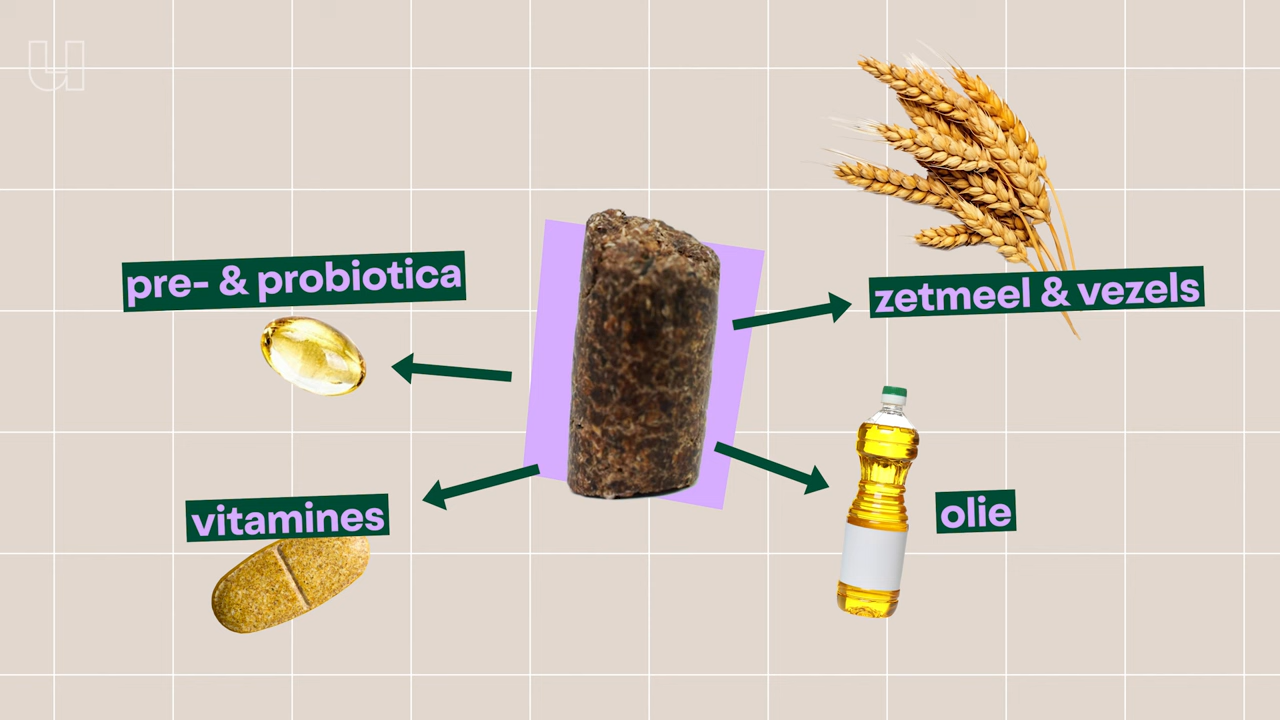 pre- & probiotica
zetmeel & vezels
vitamines
olie